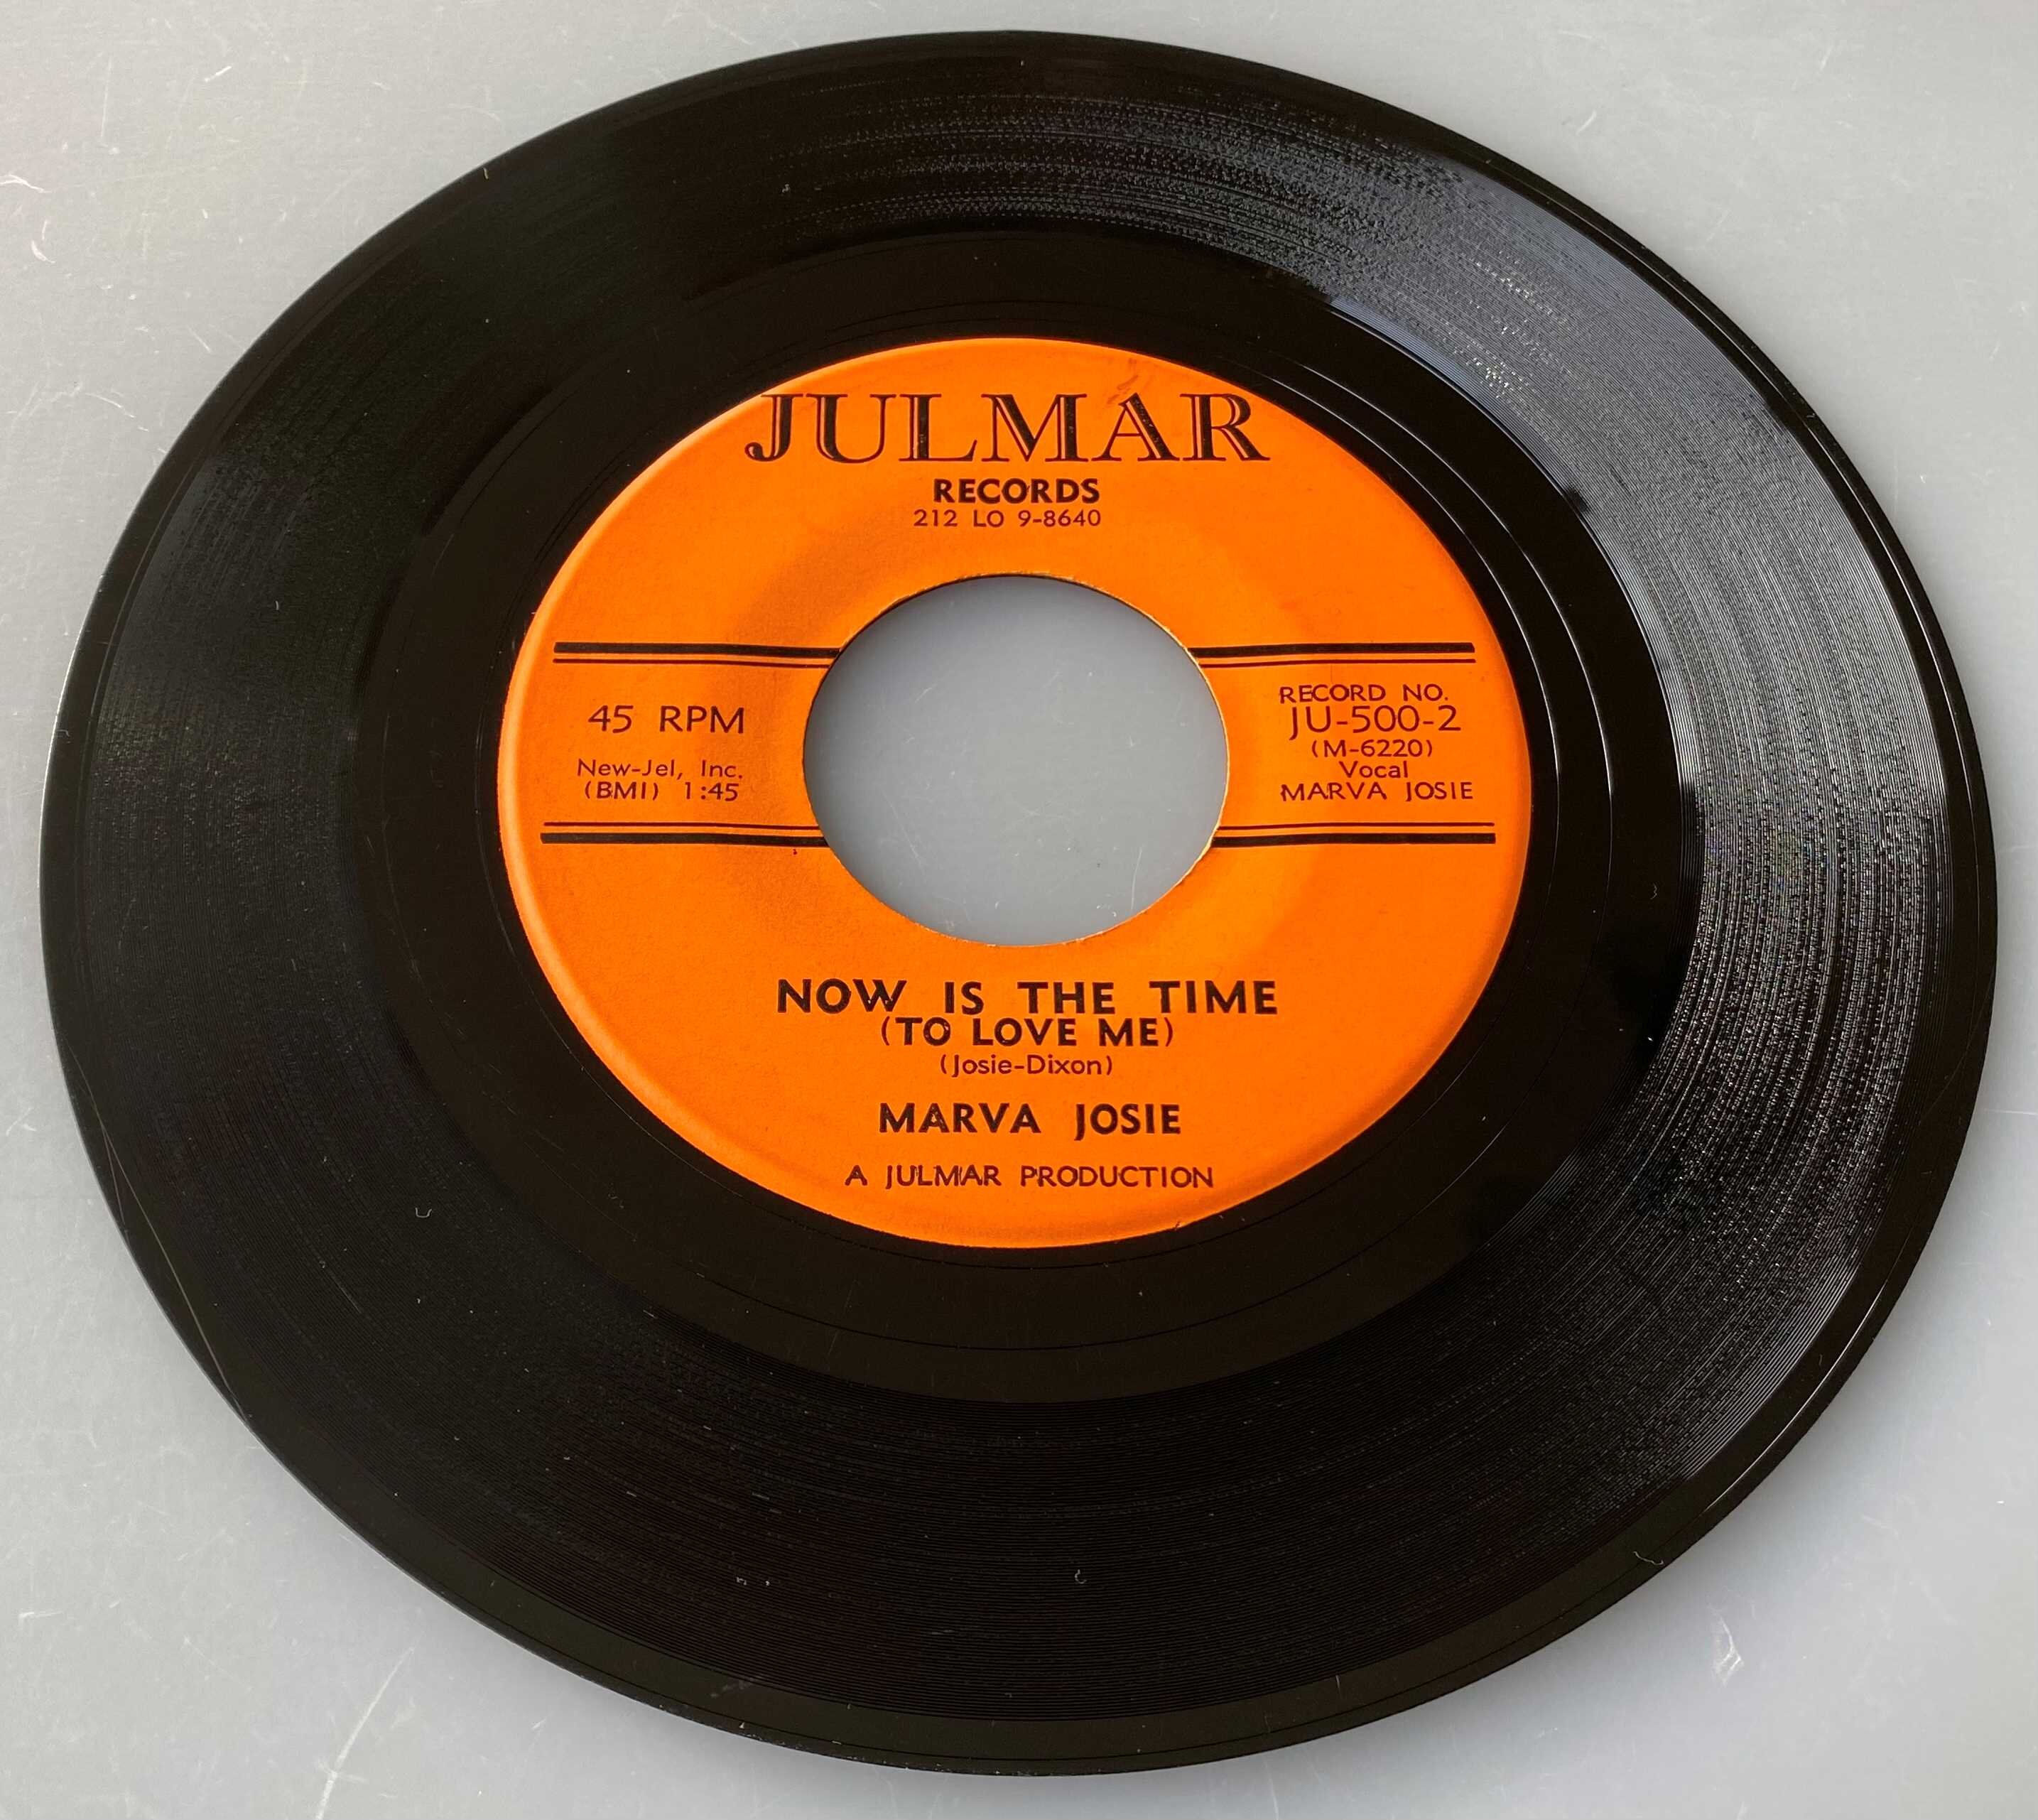 JULMAR
RECORDS
212 LO 9-8640
45 RPM
New-Jel, Inc.
(BMI) 1:45
RECORD NO.
JU-500-2
(M-6220)
Vocal
MARVA JOSIE
NOW IS THE TIME
(TO LOVE ME)
(Josie-Dixon)
MARVA JOSIE
A JULMAR PRODUCTION